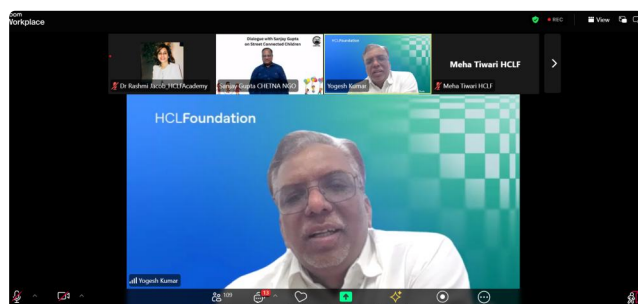 oom
Workplace
REC
View
Dialogue with Sanjay Gupta
on Street Connected Children
HCLFoundation
Meha Tiwari HCLF
Dr Rashmi Jacob_HCLFAcademy
Sanjay Gupta CHETNA NGO
Yogesh Kumar
Meha Tiwari HCLF
HCLFoundation
Yogesh Kumar
109
13